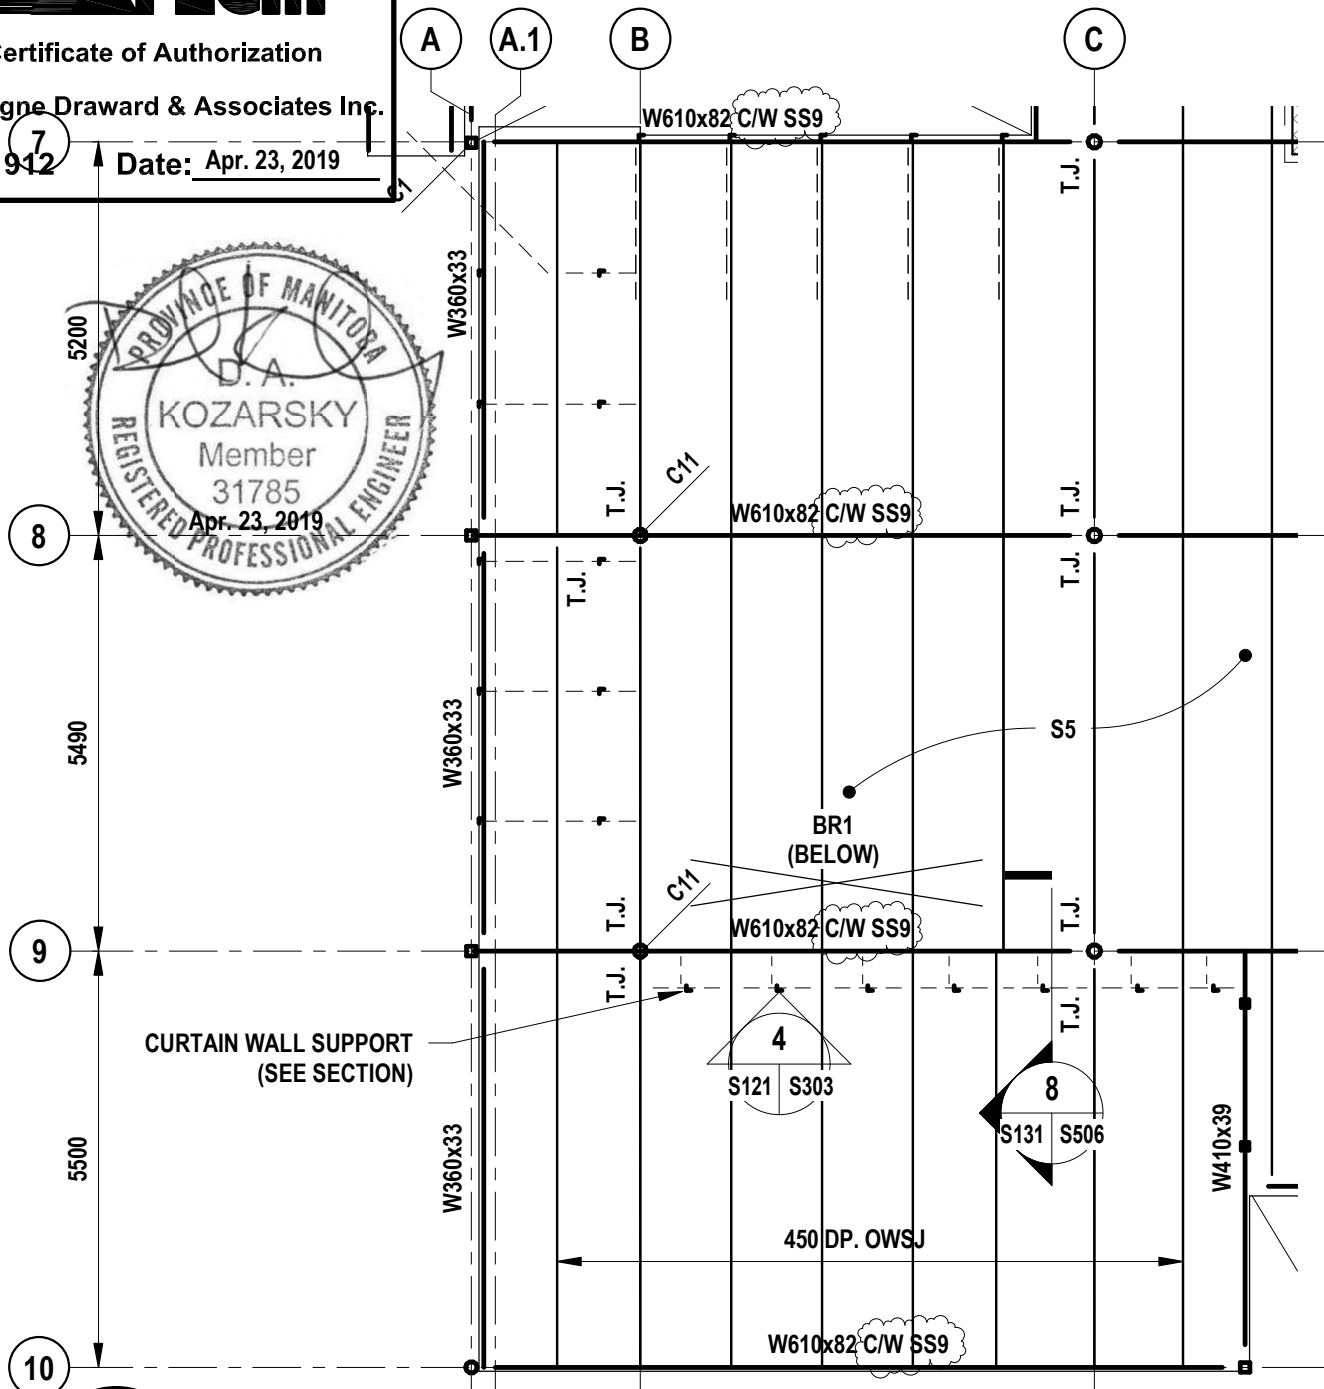 Certificate of Authorization
Draward & Associates Inc.
Date: Apr. 23, 2019
A
A.1
B
C
7
8
9
10
W610x82 C/W SS9
T.J.
C1
W360x33
5200
PROVINCE OF MANITOBA
D. A.
KOZARSKY
Member
31785
Apr. 23, 2019
REGISTERED PROFESSIONAL ENGINEER
C11
T.J.
T.J.
W610x82 C/W SS9
T.J.
T.J.
W360x33
5490
S5
BR1
(BELOW)
C11
T.J.
T.J.
W610x82 C/W SS9
T.J.
T.J.
CURTAIN WALL SUPPORT
(SEE SECTION)
4
S121 S303
8
S131 S506
W360x33
5500
W410x39
450 DP. OWSJ
W610x82 C/W SS9